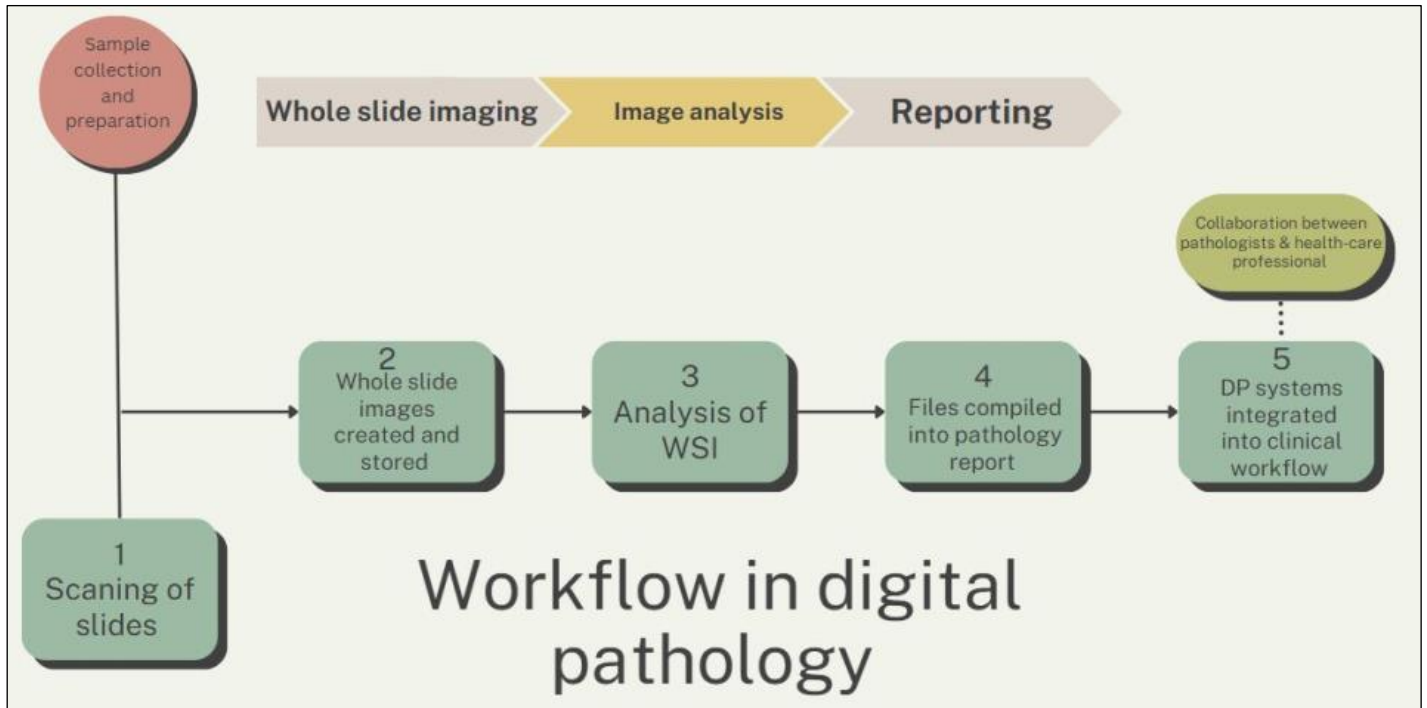 Sample
collection
and
preparation
Whole slide imaging
Image analysis
Reporting
Collaboration between
pathologists & health-care
professional
2
Whole slide
images
created and
stored
3
Analysis of
WSI
4
Files compiled
into pathology
report
5
DP systems
integrated
into clinical
workflow
1
Scaning of
slides
Workflow in digital
pathology